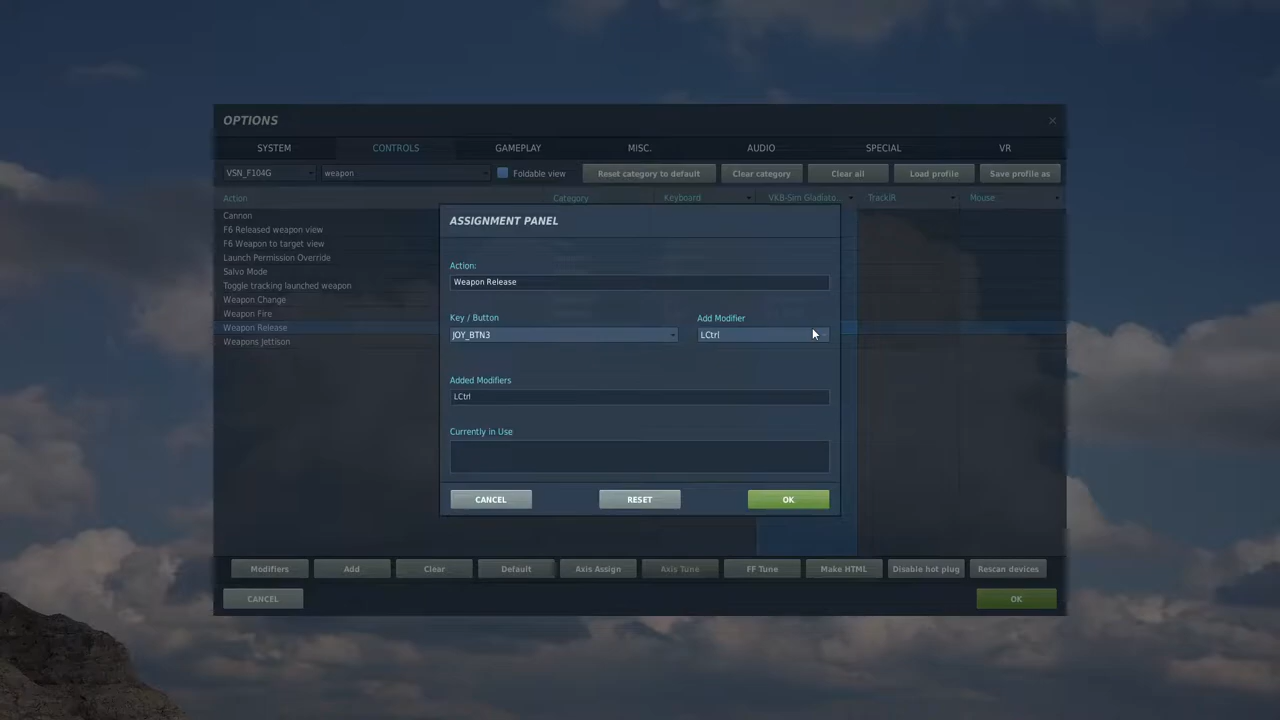 OPTIONS
SYSTEM CONTROLS GAMEPLAY MISC. AUDIO SPECIAL VR
VSN_F104G weapon Foldable view Reset category to default Clear category Clear all Load profile Save profile as
Action Category Keyboard VKB-Sim Gladiato... TrackIR Mouse
Cannon
F6 Released weapon view
F6 Weapon to target view
Launch Permission Override
Salvo Mode
Toggle tracking launched weapon
Weapon Change
Weapon Fire
Weapon Release
Weapons Jettison
ASSIGNMENT PANEL
Action:
Weapon Release
Key / Button Add Modifier
JOY_BTN3 LCtrl
Added Modifiers
LCtrl
Currently in Use
CANCEL RESET OK
Modifiers Add Clear Default Axis Assign Axis Tune FF Tune Make HTML Disable hot plug Rescan devices
CANCEL OK